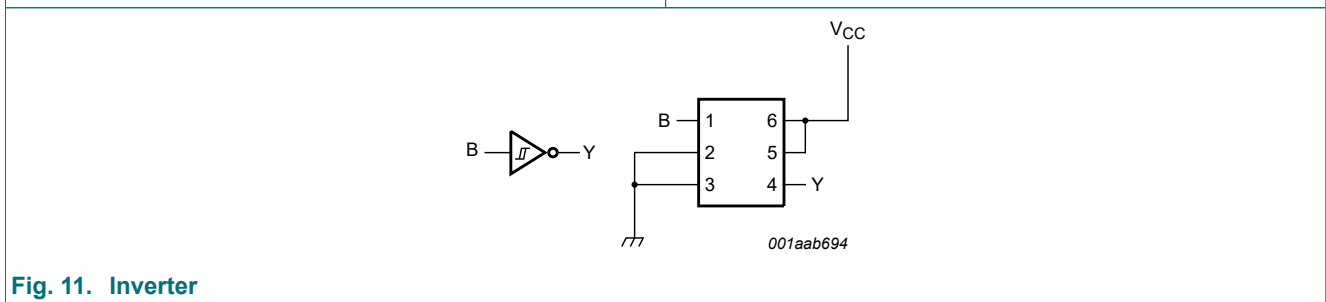 VCC
B 1 6
B Y 2 5
3 4 Y
001aab694
Fig. 11. Inverter